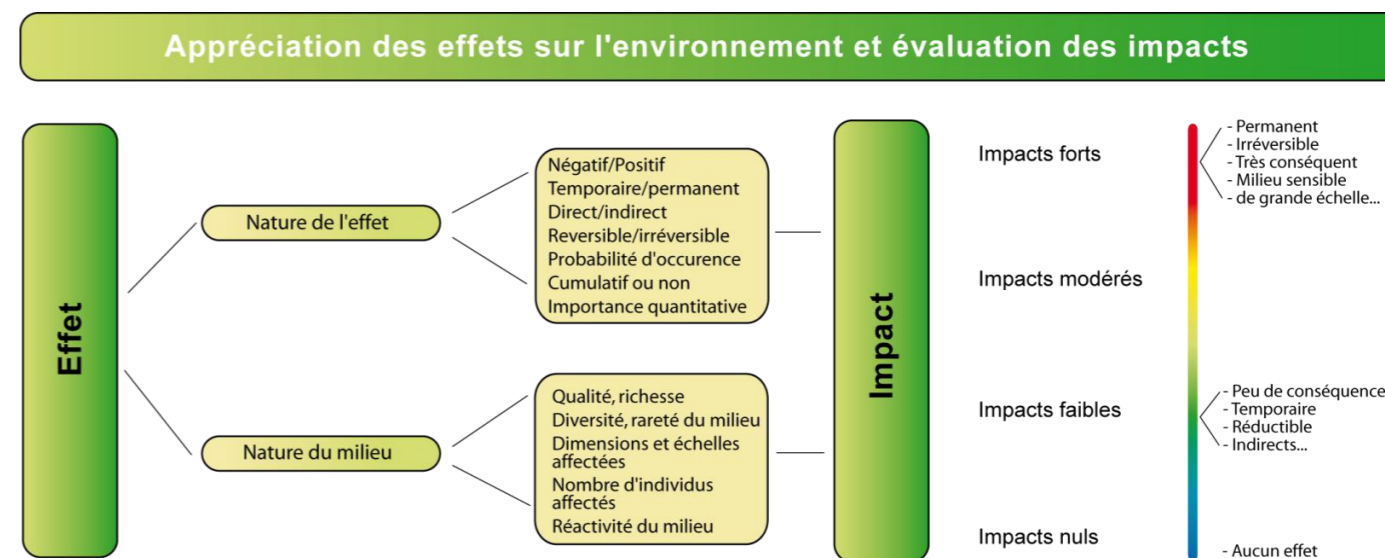 Appréciation des effets sur l'environnement et évaluation des impacts
Effet
Nature de l'effet
Négatif/Positif
Temporaire/permanent
Direct/indirect
Reversible/irréversible
Probabilité d'occurence
Cumulatif ou non
Importance quantitative
Nature du milieu
Qualité, richesse
Diversité, rareté du milieu
Dimensions et échelles
affectées
Nombre d'individus
affectés
Réactivité du milieu
Impact
Impacts forts
- Permanent
- Irréversible
- Très conséquent
- Milieu sensible
- de grande échelle...
Impacts modérés
Impacts faibles
- Peu de conséquence
- Temporaire
- Réductible
- Indirects...
Impacts nuls
- Aucun effet